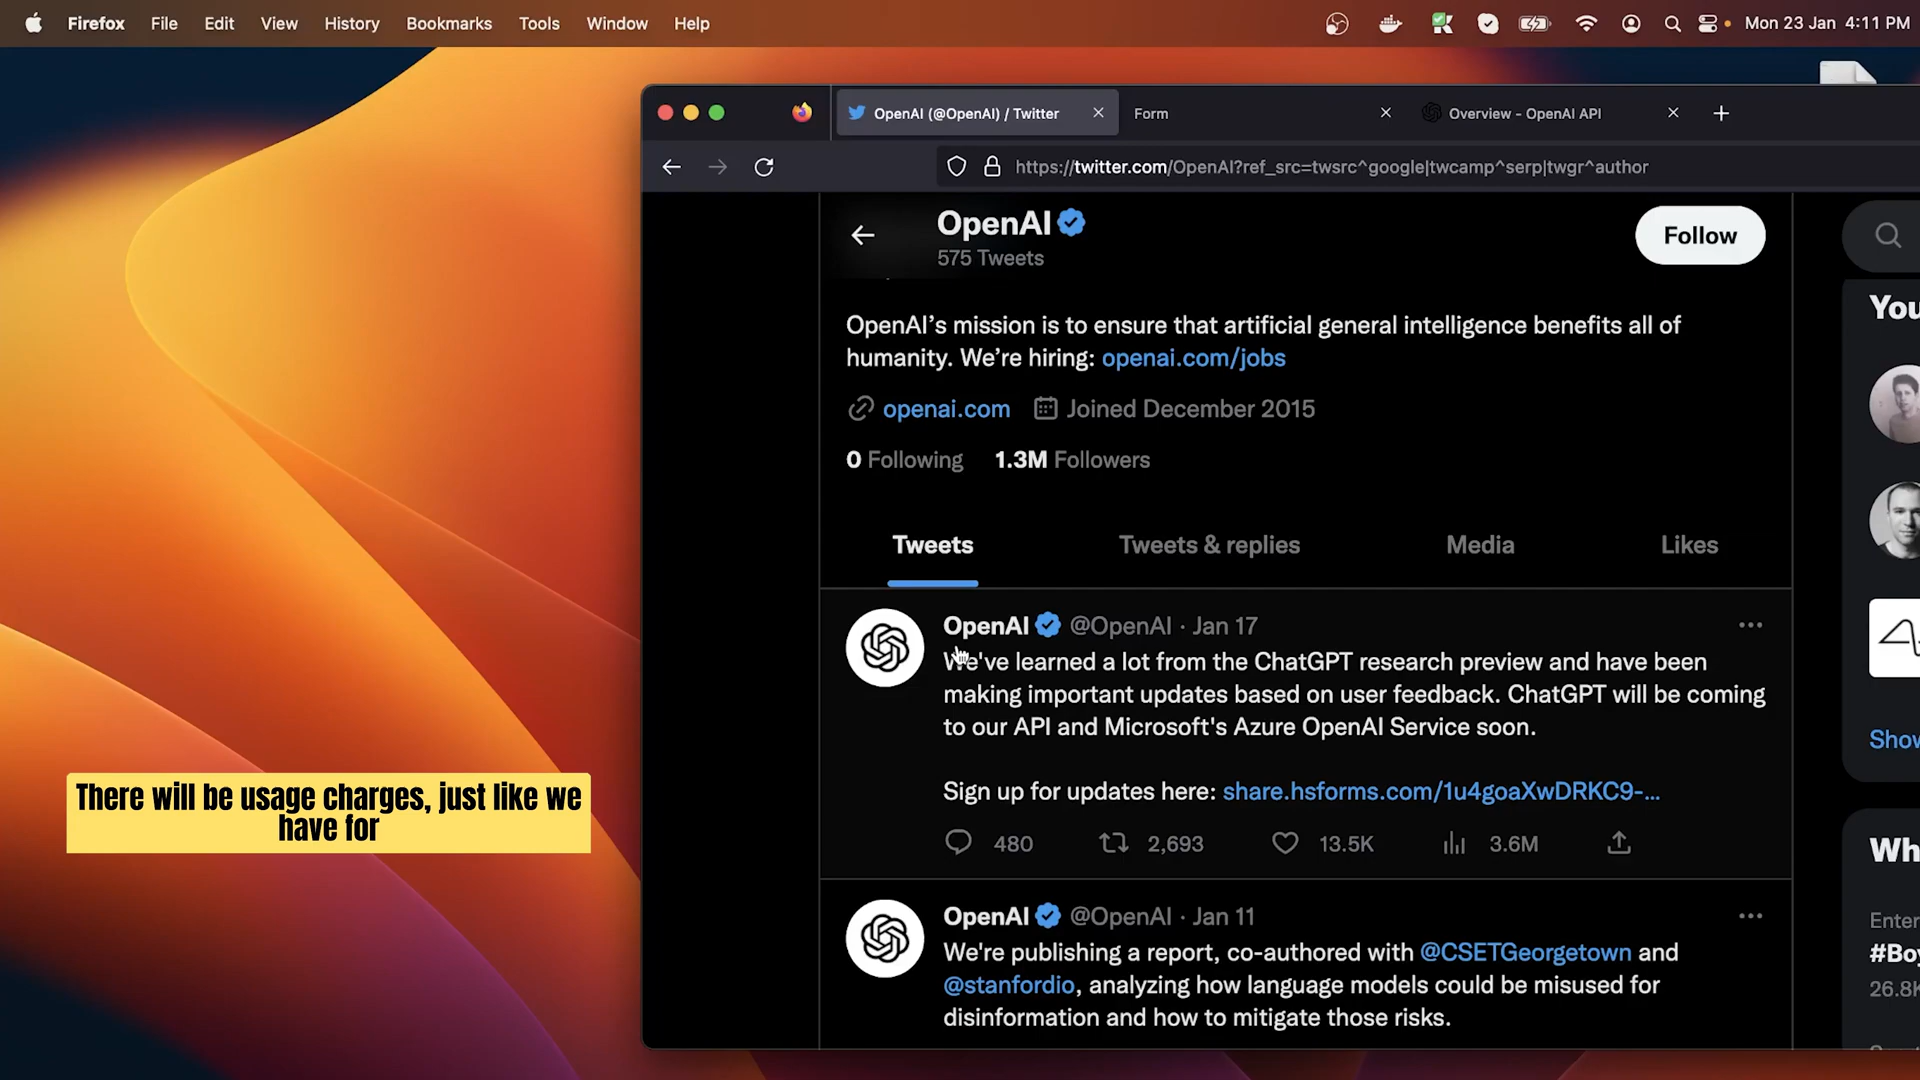 Firefox File Edit View History Bookmarks Tools Window Help Mon 23 Jan 4:11 PM
OpenAI (@OpenAI) / Twitter Form Overview - OpenAI API
https://twitter.com/OpenAI?ref_src=twsrc^google|twcamp^serp|twgr^author
OpenAI
575 Tweets
Follow
OpenAI’s mission is to ensure that artificial general intelligence benefits all of
humanity. We’re hiring: openai.com/jobs
openai.com Joined December 2015
0 Following 1.3M Followers
Tweets Tweets & replies Media Likes
OpenAI @OpenAI · Jan 17
We've learned a lot from the ChatGPT research preview and have been
making important updates based on user feedback. ChatGPT will be coming
to our API and Microsoft's Azure OpenAI Service soon.
Sign up for updates here: share.hsforms.com/1u4goaXwDRKC9-...
480 2,693 13.5K 3.6M
OpenAI @OpenAI · Jan 11
We're publishing a report, co-authored with @CSETGeorgetown and
@stanfordio, analyzing how language models could be misused for
disinformation and how to mitigate those risks.
You
Show
Wh
Enter
#Boy
26.8K
There will be usage charges, just like we
have for